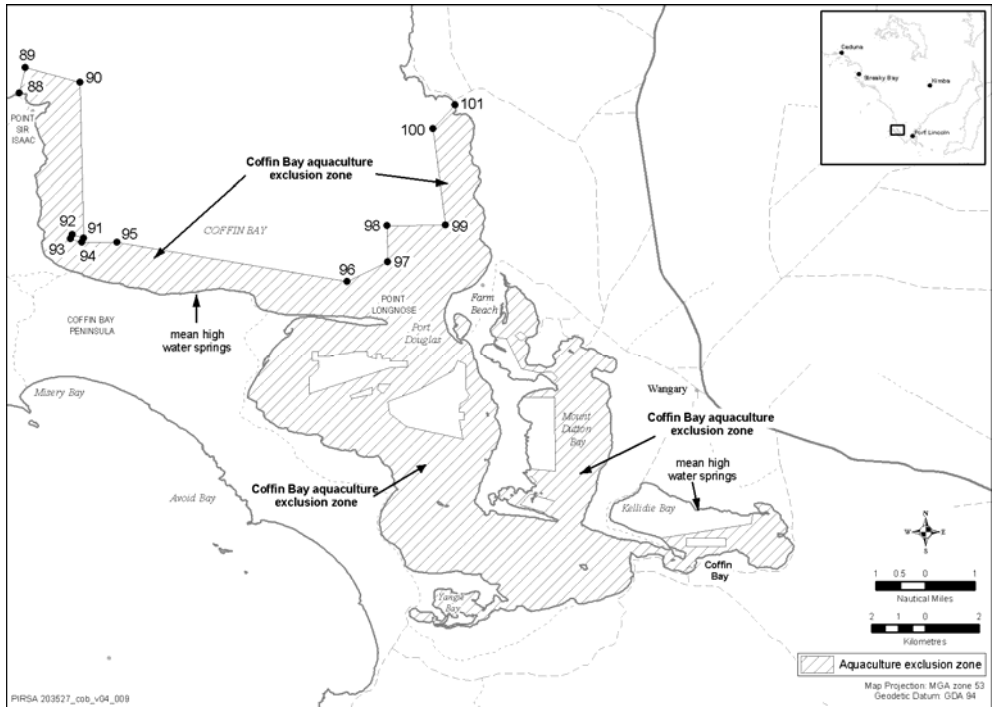 89
90
88
POINT
SIR
ISAAC
101
100
Coffin Bay aquaculture
exclusion zone
92
91
93
94
95
COFFIN BAY
98
99
97
96
COFFIN BAY
PENINSULA
mean high
water springs
POINT
LONGNOSE
Farm
Beach
Port
Douglas
Misery Bay
Wangary
Mount
Dutton
Bay
Coffin Bay aquaculture
exclusion zone
mean high
water springs
Coffin Bay aquaculture
exclusion zone
Avoid Bay
Kellidie Bay
Coffin
Bay
Yangie
Bay
Ceduna
Streaky Bay
Kimba
Port Lincoln
N
W E
S
1 0.5 0 1
Nautical Miles
2 1 0 2
Kilometres
Aquaculture exclusion zone
Map Projection: MGA zone 53
Geodetic Datum: GDA 94
PIRSA 203527_cob_v04_009